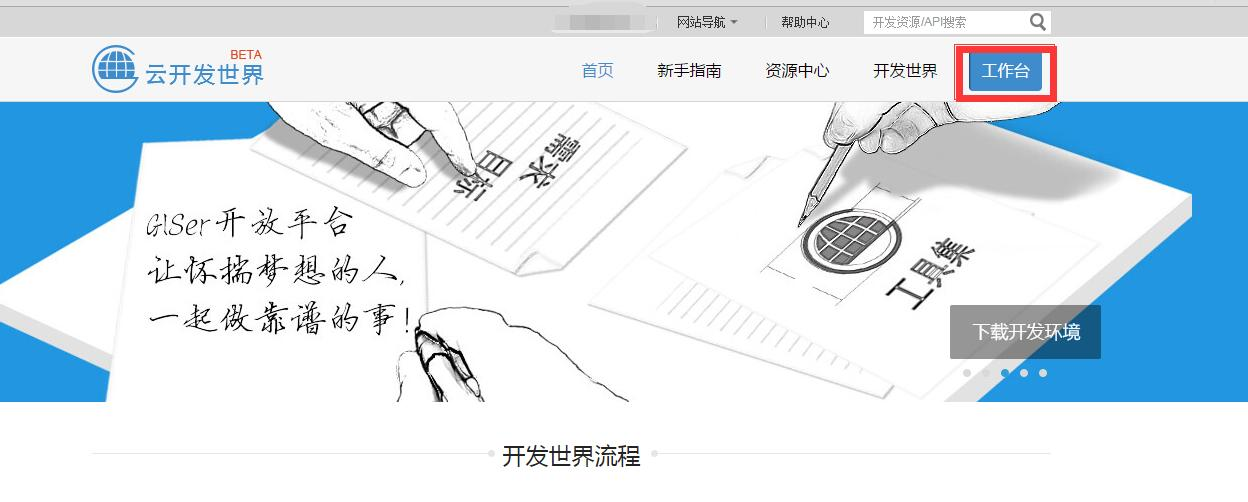 网站导航
帮助中心
开发资源/API搜索
BETA
云开发世界
首页
新手指南
资源中心
开发世界
工作台
目标
需求
GISer开放平台
让怀揣梦想的人,
一起做靠谱的事!
工具集
下载开发环境
开发世界流程